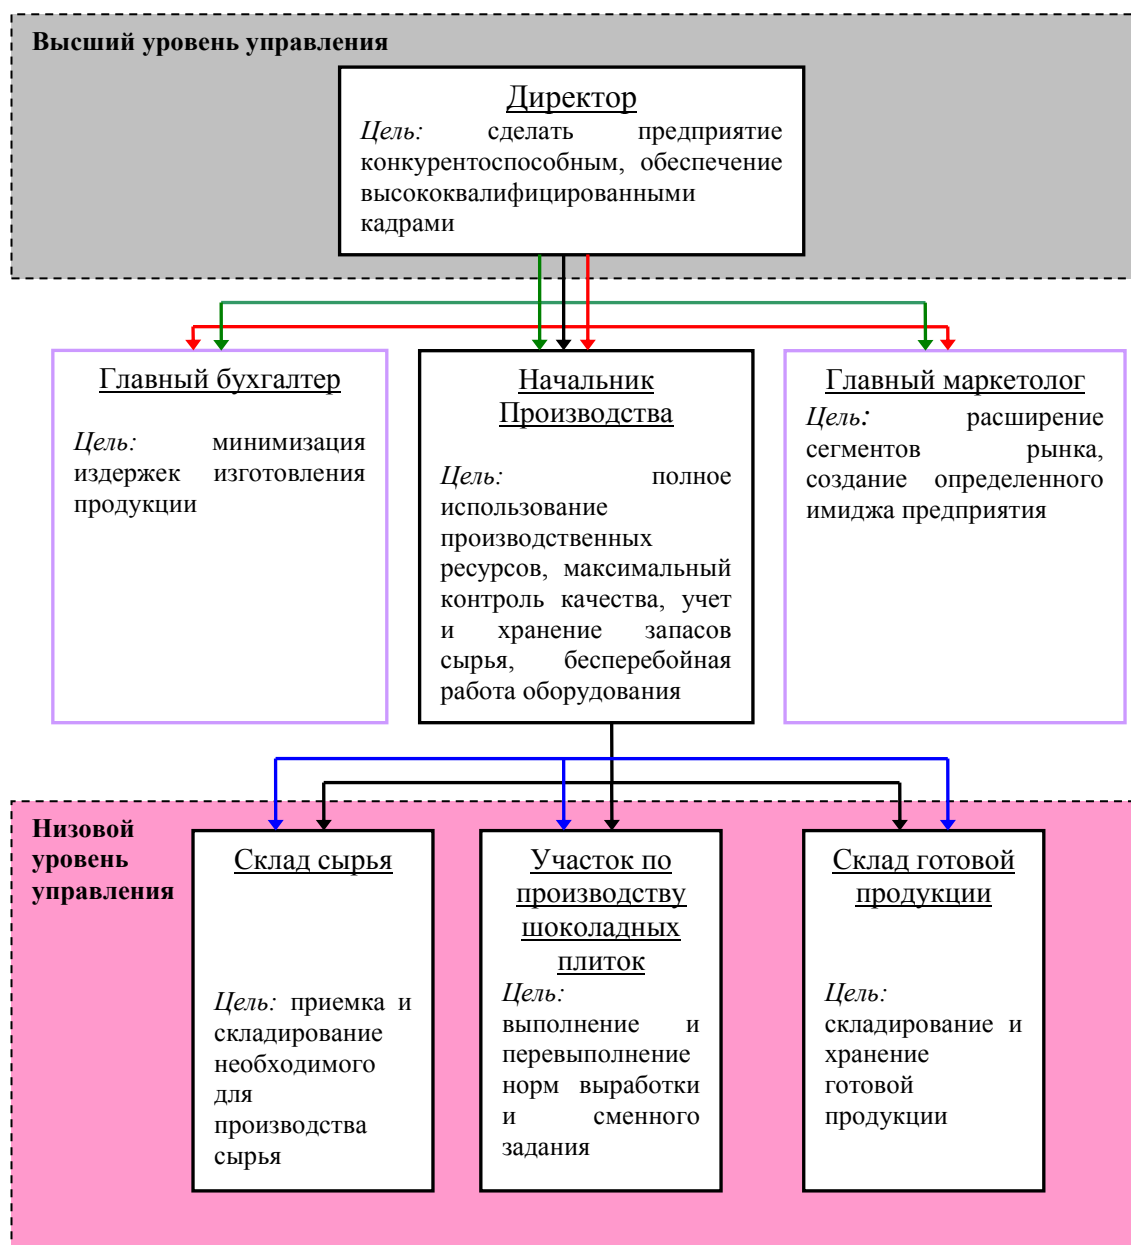 Высший уровень управления
Директор
Цель: сделать предприятие
конкурентоспособным, обеспечение
высококвалифицированными
кадрами
Главный бухгалтер
Цель: минимизация
издержек изготовления
продукции
Начальник
Производства
Цель: полное
использование
производственных
ресурсов, максимальный
контроль качества, учет
и хранение запасов
сырья, бесперебойная
работа оборудования
Главный маркетолог
Цель: расширение
сегментов рынка,
создание определенного
имиджа предприятия
Низовой
уровень
управления
Склад сырья
Цель: приемка и
складирование
необходимого
для
производства
сырья
Участок по
производству
шоколадных
плиток
Цель:
выполнение и
перевыполнение
норм выработки
и сменного
задания
Склад готовой
продукции
Цель:
складирование и
хранение
готовой
продукции